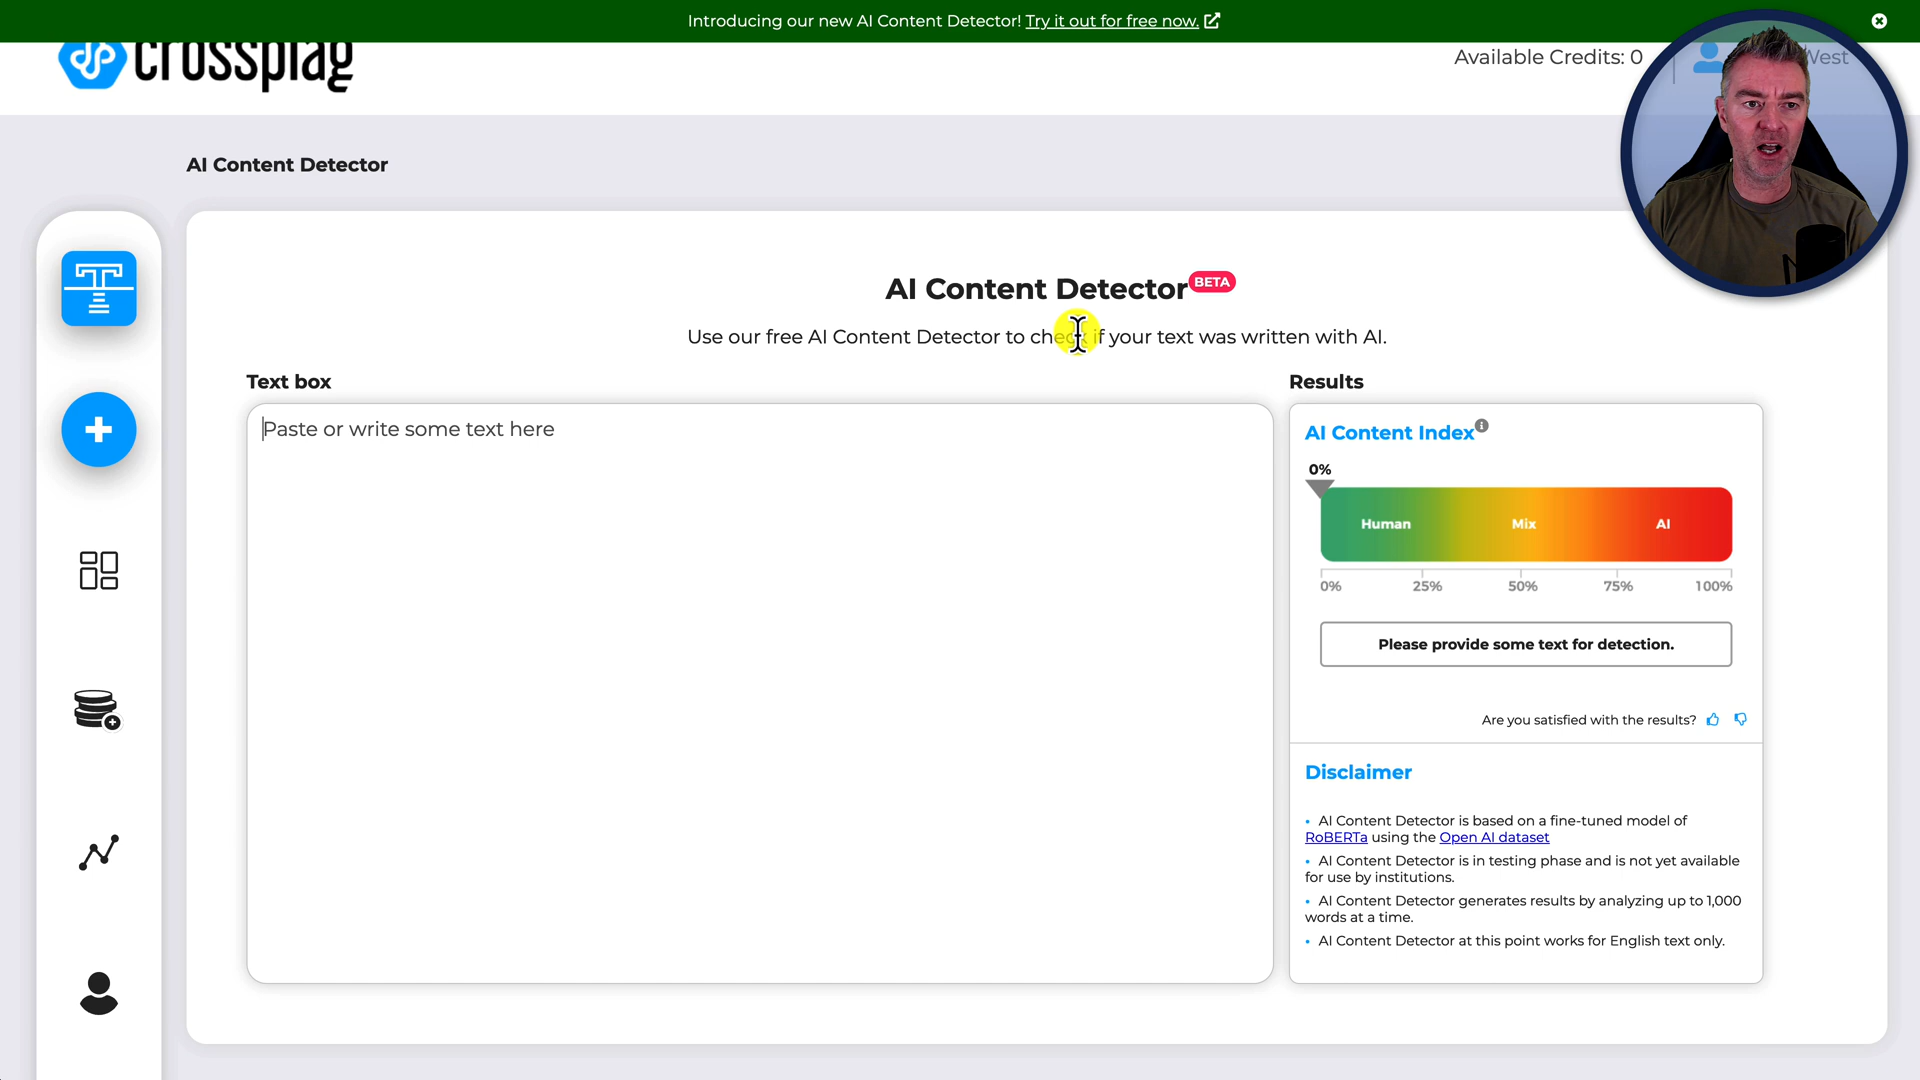 Introducing our new AI Content Detector! Try it out for free now.
crossplag
Available Credits: 0
West
AI Content Detector
AI Content Detector BETA
Use our free AI Content Detector to check if your text was written with AI.
Text box
Paste or write some text here
Results
AI Content Index
0%
Human Mix AI
0% 25% 50% 75% 100%
Please provide some text for detection.
Are you satisfied with the results?
Disclaimer
• AI Content Detector is based on a fine-tuned model of
RoBERTa using the Open AI dataset
• AI Content Detector is in testing phase and is not yet available
for use by institutions.
• AI Content Detector generates results by analyzing up to 1,000
words at a time.
• AI Content Detector at this point works for English text only.